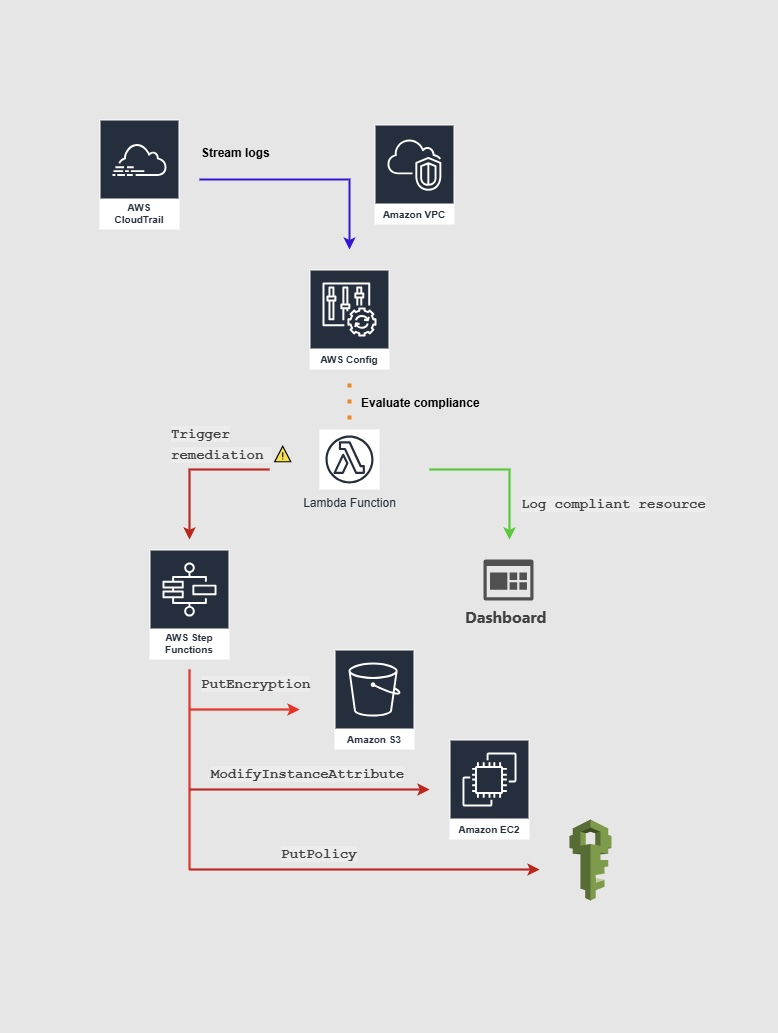 Stream logs
AWS
CloudTrail
Amazon VPC
AWS Config
Evaluate compliance
Trigger
remediation
Lambda Function
Log compliant resource
Dashboard
AWS Step
Functions
PutEncryption
Amazon S3
ModifyInstanceAttribute
Amazon EC2
PutPolicy